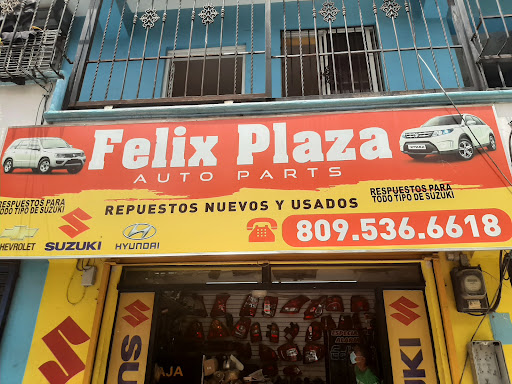 Felix Plaza
AUTO PARTS
RESPUESTOS PARA
TODO TIPO DE SUZUKI
RESPUESTOS PARA
TODO TIPO DE SUZUKI
REPUESTOS NUEVOS Y USADOS
CHEVROLET
SUZUKI
HYUNDAI
809.536.6618